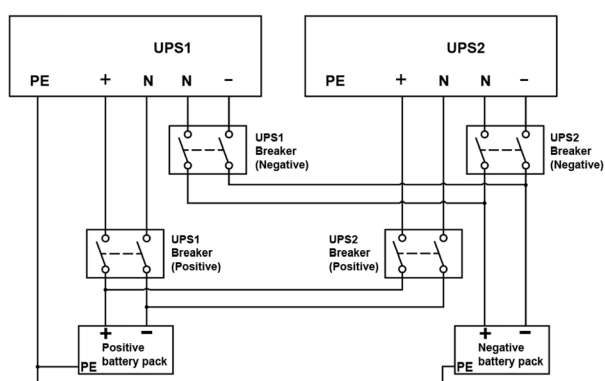 UPS1
UPS2
PE + N N −
PE + N N −
UPS1
Breaker
(Negative)
UPS2
Breaker
(Negative)
UPS1
Breaker
(Positive)
UPS2
Breaker
(Positive)
+ −
Positive
battery pack
PE
+ −
Negative
battery pack
PE